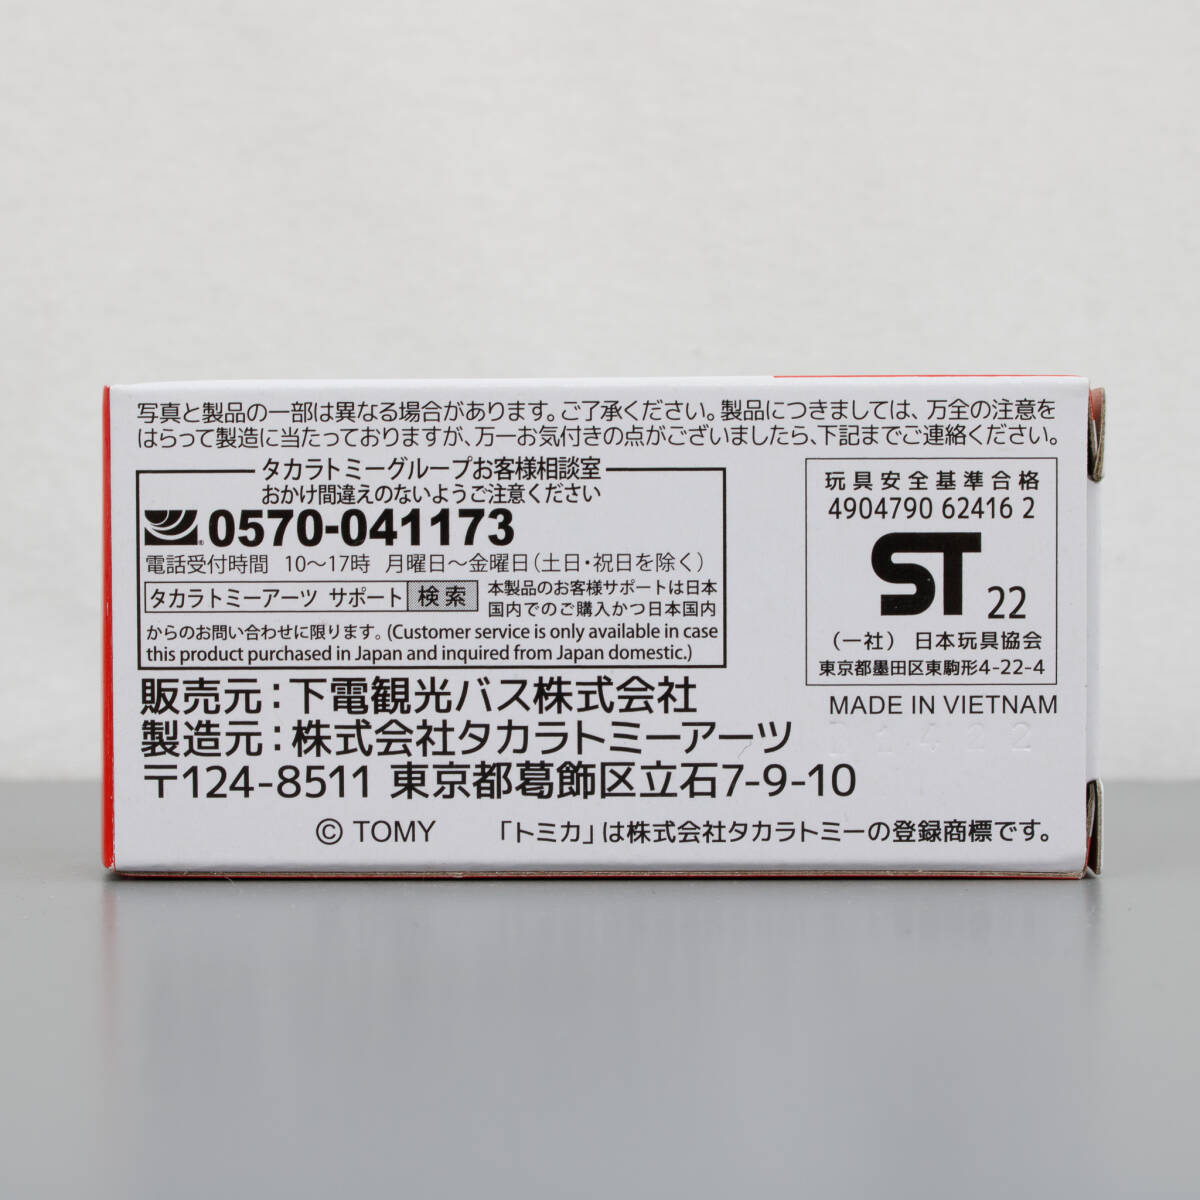 写真と製品の一部は異なる場合があります。ご了承ください。製品につきましては、万全の注意を
はらって製造に当たっておりますが、万一お気付きの点がございましたら、下記までご連絡ください。
タカラトミーグループお客様相談室
おかけ間違えのないようご注意ください
0570-041173
電話受付時間 10～17時 月曜日～金曜日(土日・祝日を除く)
タカラトミーアーツ サポート 検索
本製品のお客様サポートは日本
国内でのご購入かつ日本国内
からのお問い合わせに限ります。(Customer service is only available in case
this product purchased in Japan and inquired from Japan domestic.)
玩具安全基準合格
4904790 62416 2
ST 22
(一社) 日本玩具協会
東京都墨田区東駒形4-22-4
MADE IN VIETNAM
販売元:下電観光バス株式会社
製造元:株式会社タカラトミーアーツ
〒124-8511 東京都葛飾区立石7-9-10
© TOMY 「トミカ」は株式会社タカラトミーの登録商標です。